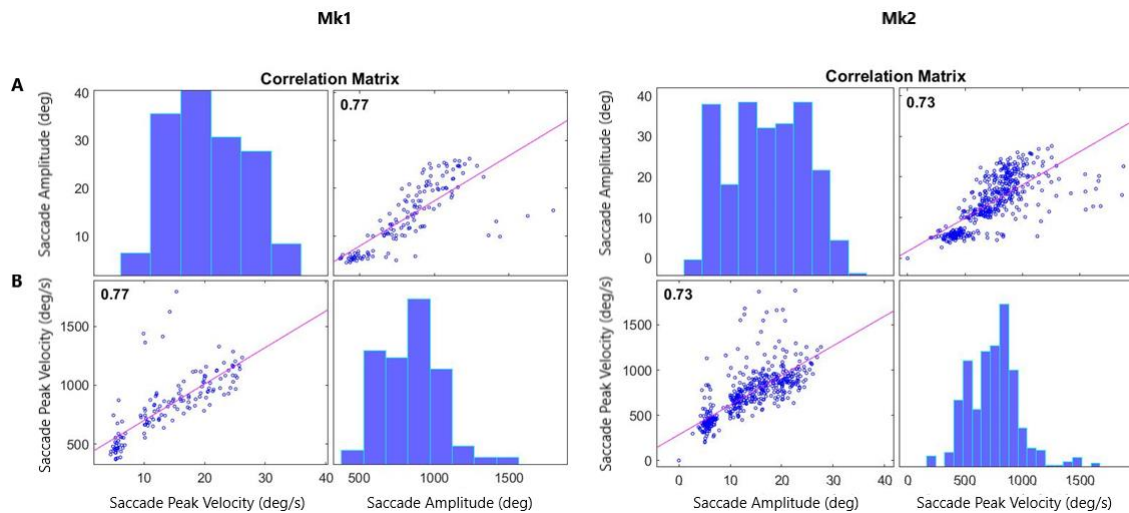 Mk1
Mk2
A
Correlation Matrix
Correlation Matrix
Saccade Amplitude (deg)
40
30
20
10
0.77
Saccade Amplitude (deg)
40
30
20
10
0
0.73
B
Saccade Peak Velocity (deg/s)
1500
1000
500
0.77
10 20 30 40
500 1000 1500
Saccade Peak Velocity (deg/s)
Saccade Amplitude (deg)
Saccade Peak Velocity (deg/s)
1500
1000
500
0
0.73
0 10 20 30 40
0 500 1000 1500
Saccade Amplitude (deg)
Saccade Peak Velocity (deg/s)